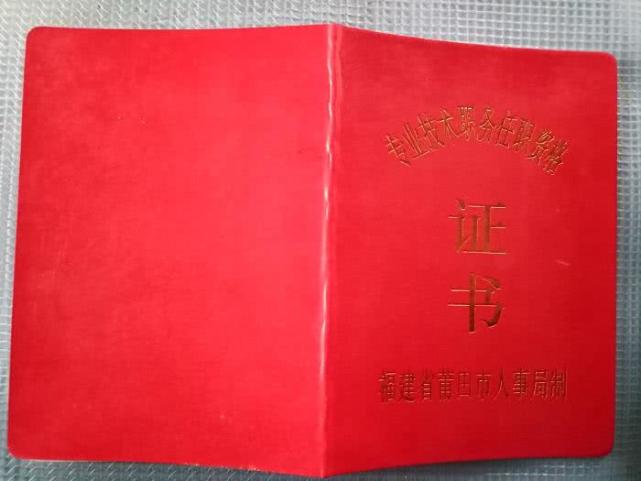 专业技术职务任职资格
证
书
福建省莆田市人事局制